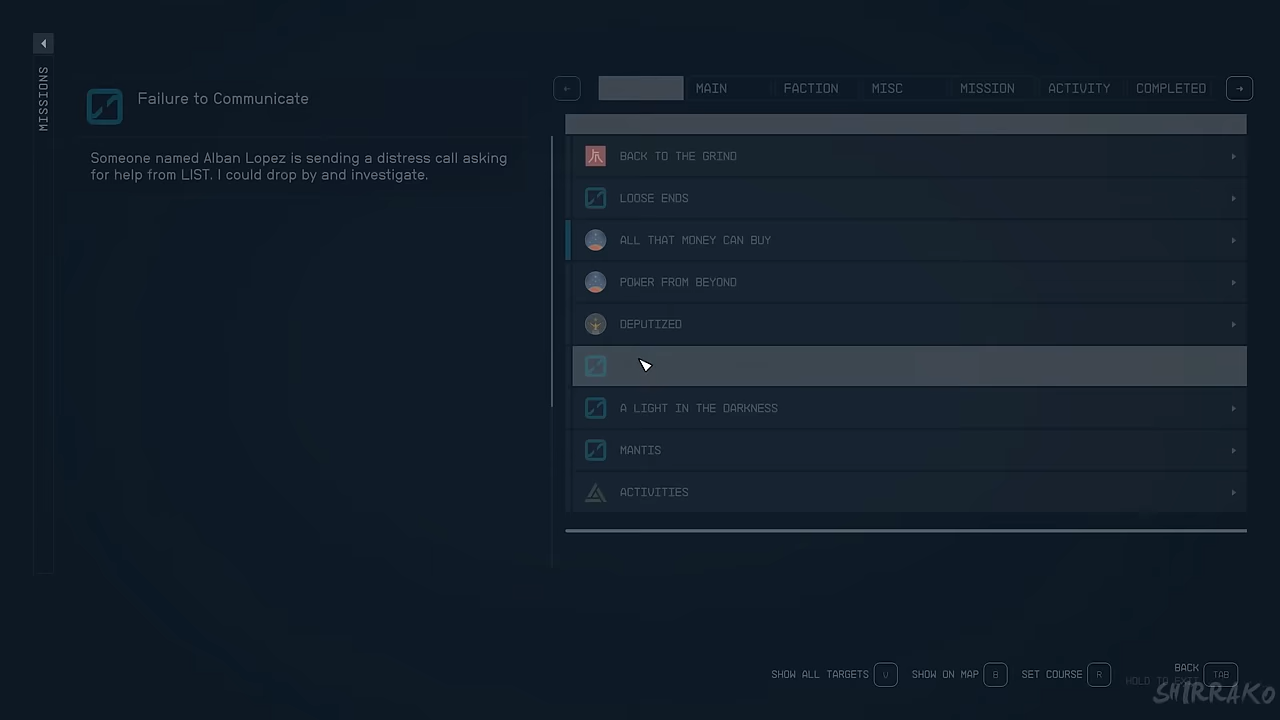 MISSIONS
Failure to Communicate
Someone named Alban Lopez is sending a distress call asking
for help from LIST. I could drop by and investigate.
MAIN FACTION MISC MISSION ACTIVITY COMPLETED
BACK TO THE GRIND
LOOSE ENDS
ALL THAT MONEY CAN BUY
POWER FROM BEYOND
DEPUTIZED
A LIGHT IN THE DARKNESS
MANTIS
ACTIVITIES
SHOW ALL TARGETS V SHOW ON MAP B SET COURSE R BACK TAB
HOLD TO EXIT
SHIRRAKO